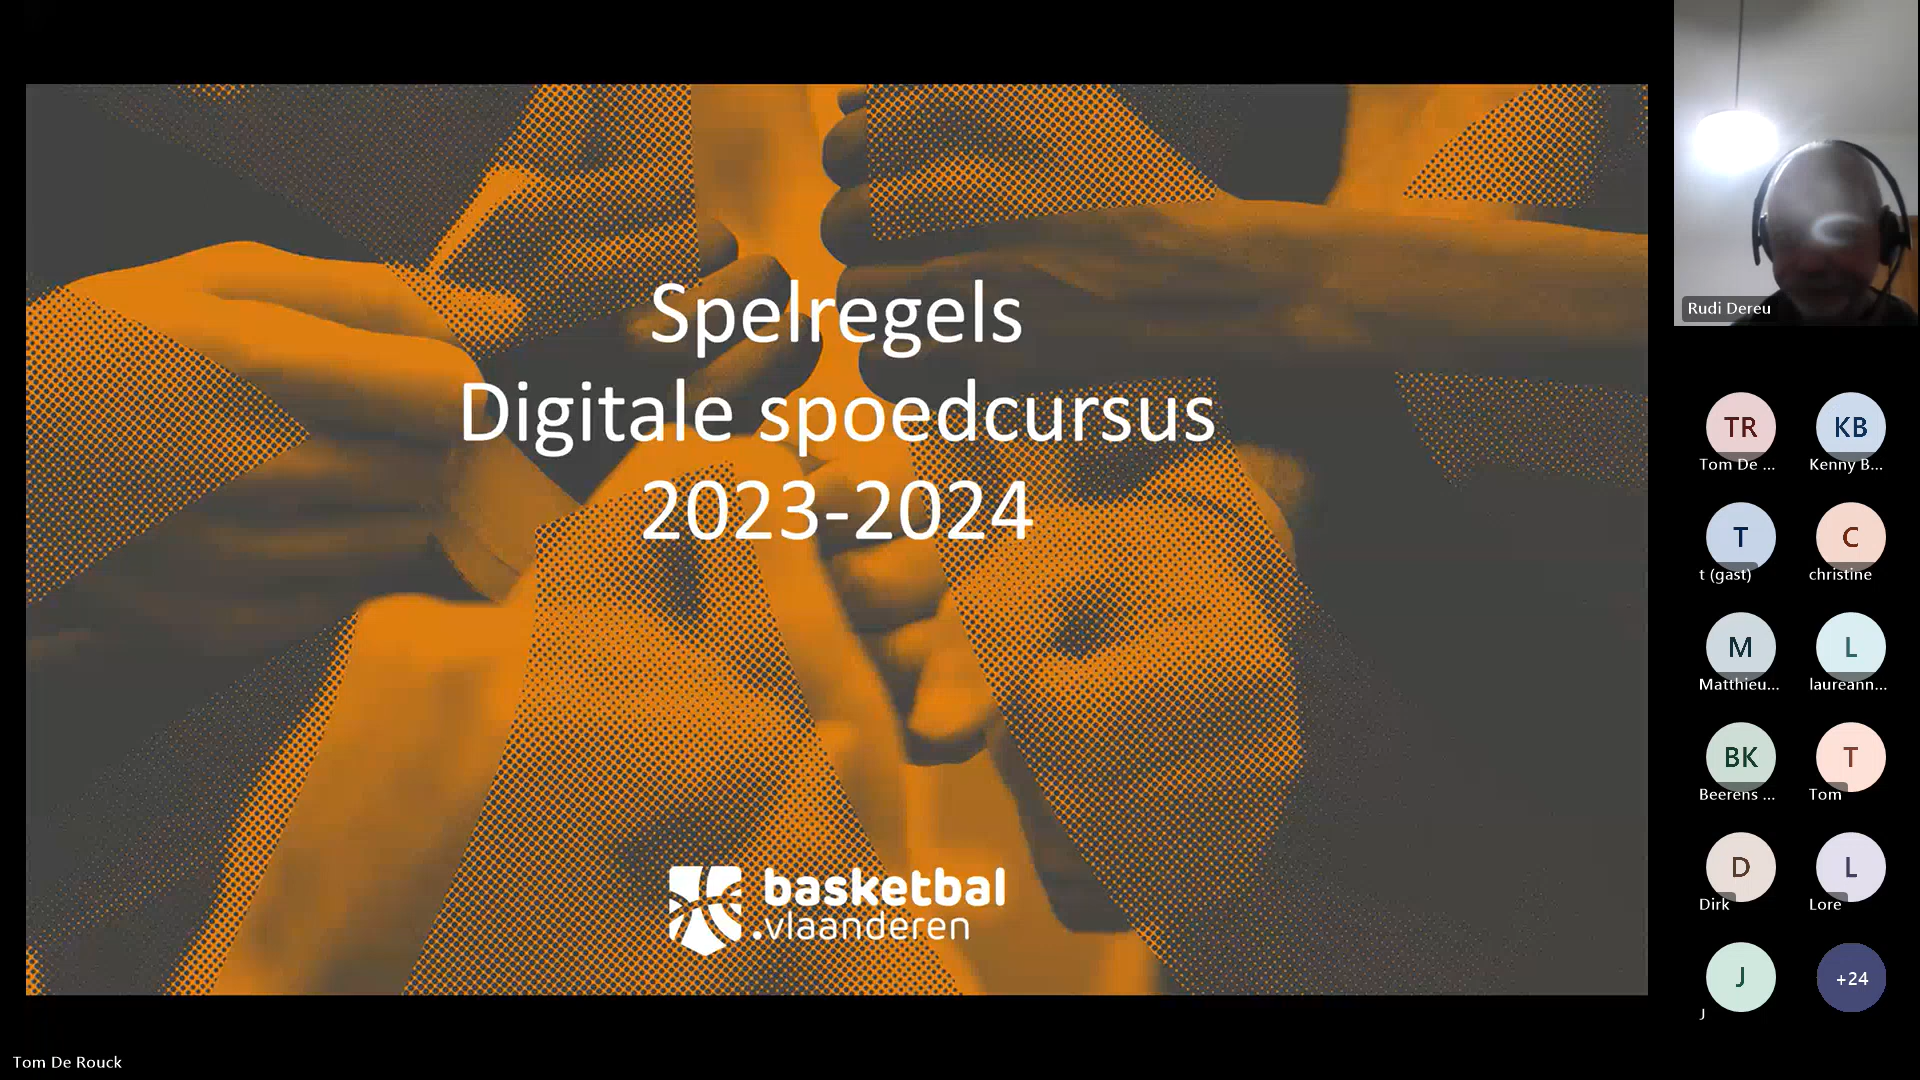 Spelregels
Digitale spoedcursus
2023-2024
basketbal
.vlaanderen
Rudi Dereu
TR
Tom De ...
KB
Kenny B...
T
t (gast)
C
christine
M
Matthieu...
L
laureann...
BK
Beerens ...
T
Tom
D
Dirk
L
Lore
J
J
+24
Tom De Rouck